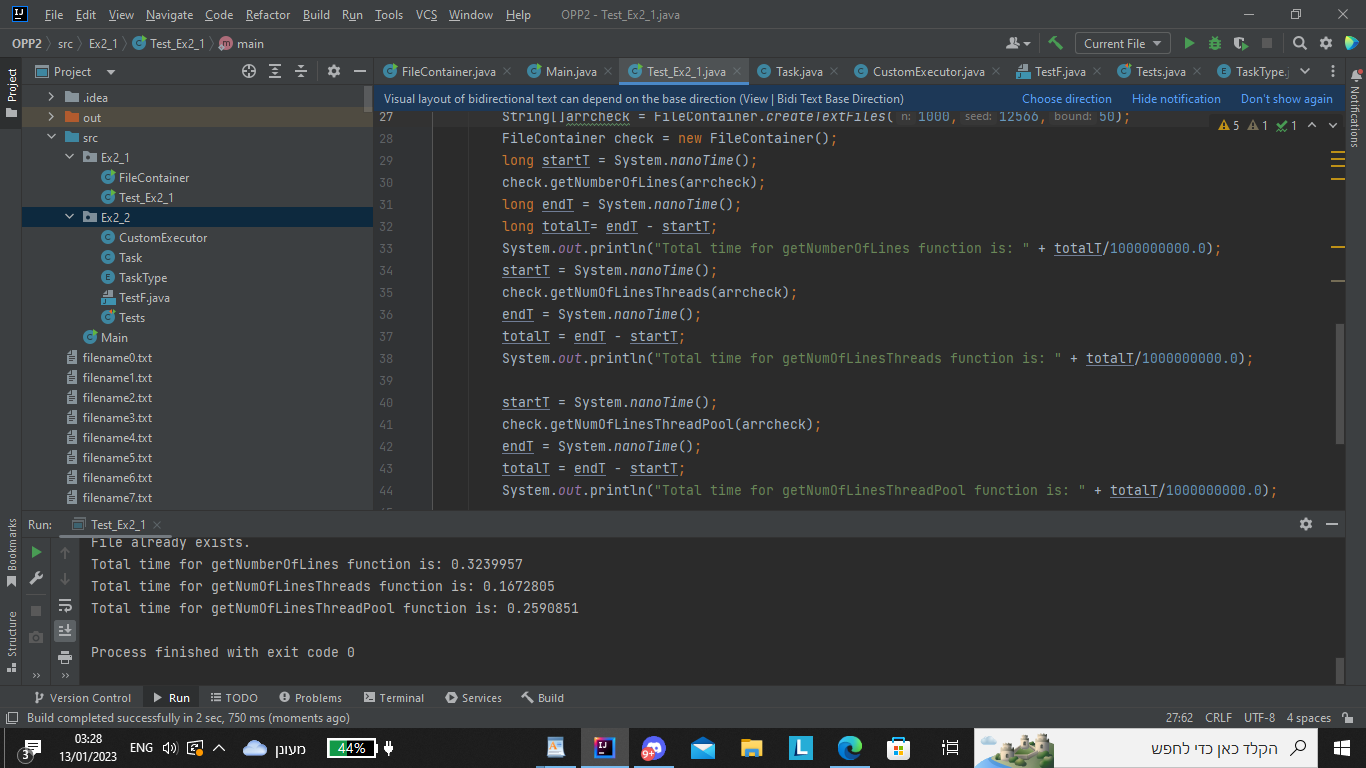 File Edit View Navigate Code Refactor Build Run Tools VCS Window Help OPP2 - Test_Ex2_1.java
OPP2 src Ex2_1 Test_Ex2_1 main Current File
Project FileContainer.java Main.java Test_Ex2_1.java Task.java CustomExecutor.java TestF.java Tests.java TaskType.j
Visual layout of bidirectional text can depend on the base direction (View | Bidi Text Base Direction) Choose direction Hide notification Don't show again
Project
Notifications
.idea
out
src
Ex2_1
FileContainer
Test_Ex2_1
Ex2_2
CustomExecutor
Task
TaskType
TestF.java
Tests
Main
filename0.txt
filename1.txt
filename2.txt
filename3.txt
filename4.txt
filename5.txt
filename6.txt
filename7.txt
5 1 1
27 String[]arrcheck = FileContainer.createTextFiles( n: 1000, seed: 12566, bound: 50);
28 FileContainer check = new FileContainer();
29 long startT = System.nanoTime();
30 check.getNumberOfLines(arrcheck);
31 long endT = System.nanoTime();
32 long totalT= endT - startT;
33 System.out.println("Total time for getNumberOfLines function is: " + totalT/1000000000.0);
34 startT = System.nanoTime();
35 check.getNumOfLinesThreads(arrcheck);
36 endT = System.nanoTime();
37 totalT = endT - startT;
38 System.out.println("Total time for getNumOfLinesThreads function is: " + totalT/1000000000.0);
39
40 startT = System.nanoTime();
41 check.getNumOfLinesThreadPool(arrcheck);
42 endT = System.nanoTime();
43 totalT = endT - startT;
44 System.out.println("Total time for getNumOfLinesThreadPool function is: " + totalT/1000000000.0);
Run: Test_Ex2_1
Bookmarks
Structure
File already exists.
Total time for getNumberOfLines function is: 0.3239957
Total time for getNumOfLinesThreads function is: 0.1672805
Total time for getNumOfLinesThreadPool function is: 0.2590851
Process finished with exit code 0
Version Control Run TODO Problems Terminal Services Build
Build completed successfully in 2 sec, 750 ms (moments ago) 27:62 CRLF UTF-8 4 spaces
3 03:28 ENG מעונן 44% 9+ L הקלד כאן כדי לחפש
13/01/2023